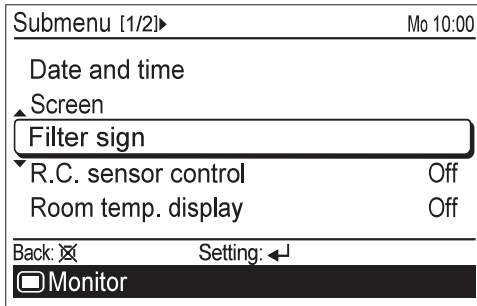 Submenu [1/2] Mo 10:00
Date and time
Screen
Filter sign
R.C. sensor control Off
Room temp. display Off
Back: Setting:
Monitor